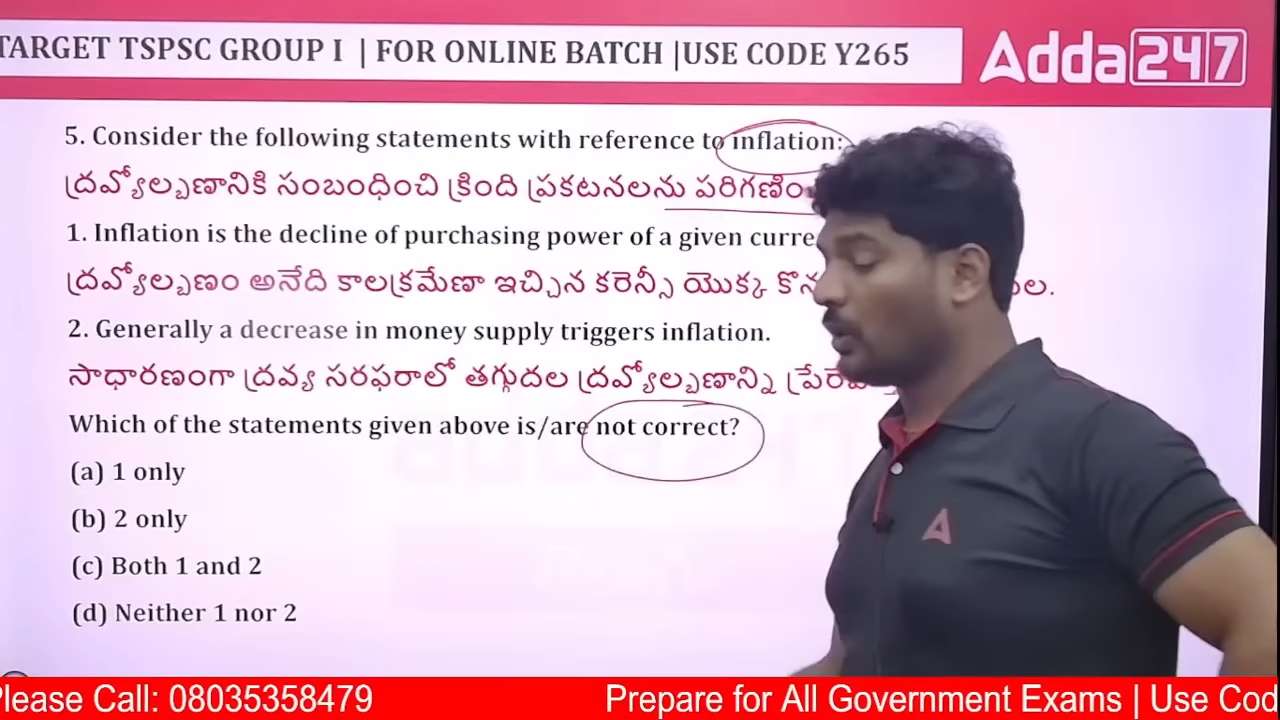 TARGET TSPSC GROUP I | FOR ONLINE BATCH |USE CODE Y265
Adda247
5. Consider the following statements with reference to inflation:
ద్రవ్యోల్బణానికి సంబంధించి క్రింది ప్రకటనలను
1. Inflation is the decline of purchasing power of a given
ద్రవ్యోల్బణం అనేది కాలక్రమేణా ఇచ్చిన కరెన్సీ యొక్క
2. Generally a decrease in money supply triggers inflation.
సాధారణంగా ద్రవ్య సరఫరాలో తగ్గుదల ద్రవ్యోల్బణాన్ని
Which of the statements given above is/are not correct?
(a) 1 only
(b) 2 only
(c) Both 1 and 2
(d) Neither 1 nor 2
Please Call: 08035358479 Prepare for All Government Exams | Use